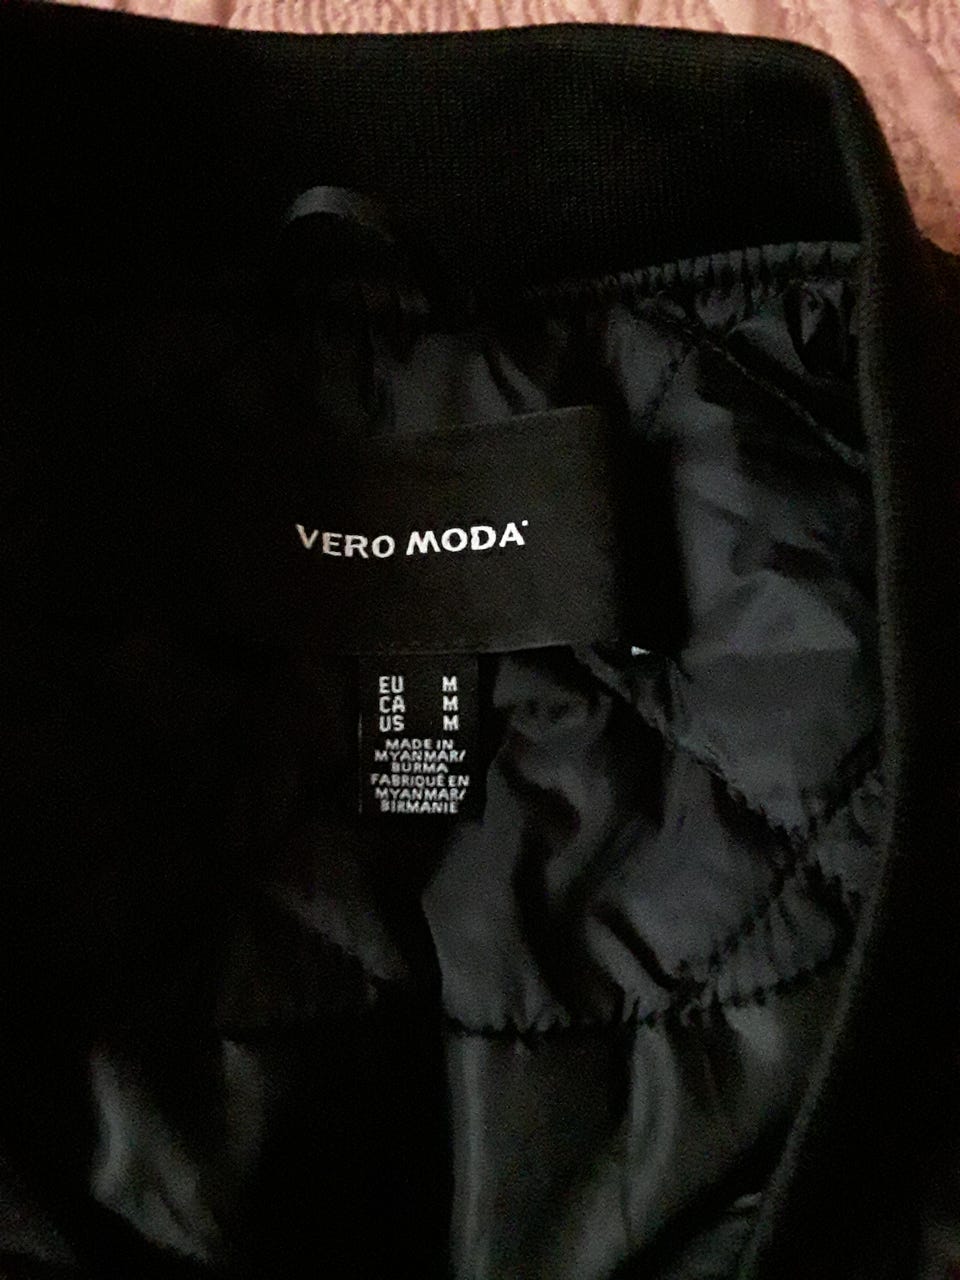 VERO MODA
EU M
CA M
US M
MADE IN
MYANMAR/
BURMA
FABRIQUÉ EN
MYANMAR/
BIRMANIE